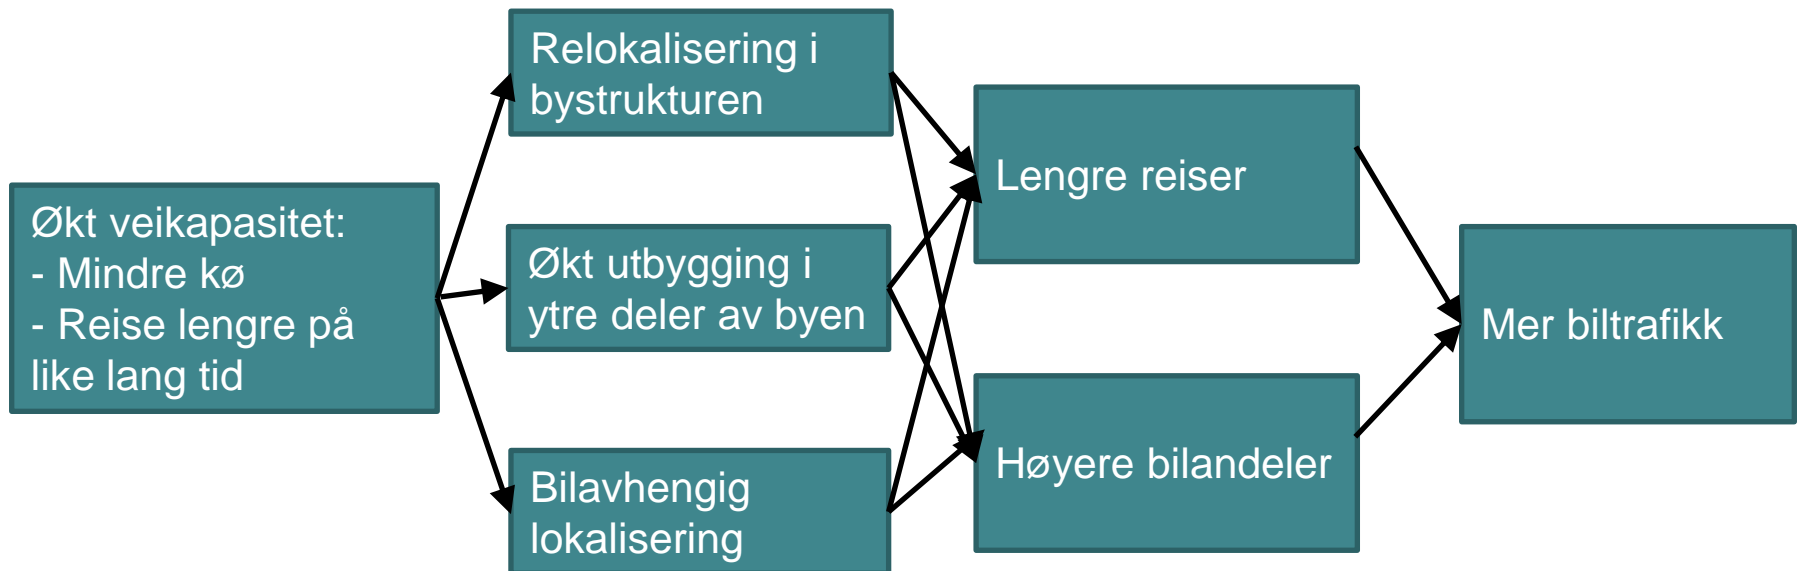 Økt veikapasitet:
- Mindre kø
- Reise lengre på
like lang tid
Relokalisering i
bystrukturen
Økt utbygging i
ytre deler av byen
Bilavhengig
lokalisering
Lengre reiser
Høyere bilandeler
Mer biltrafikk